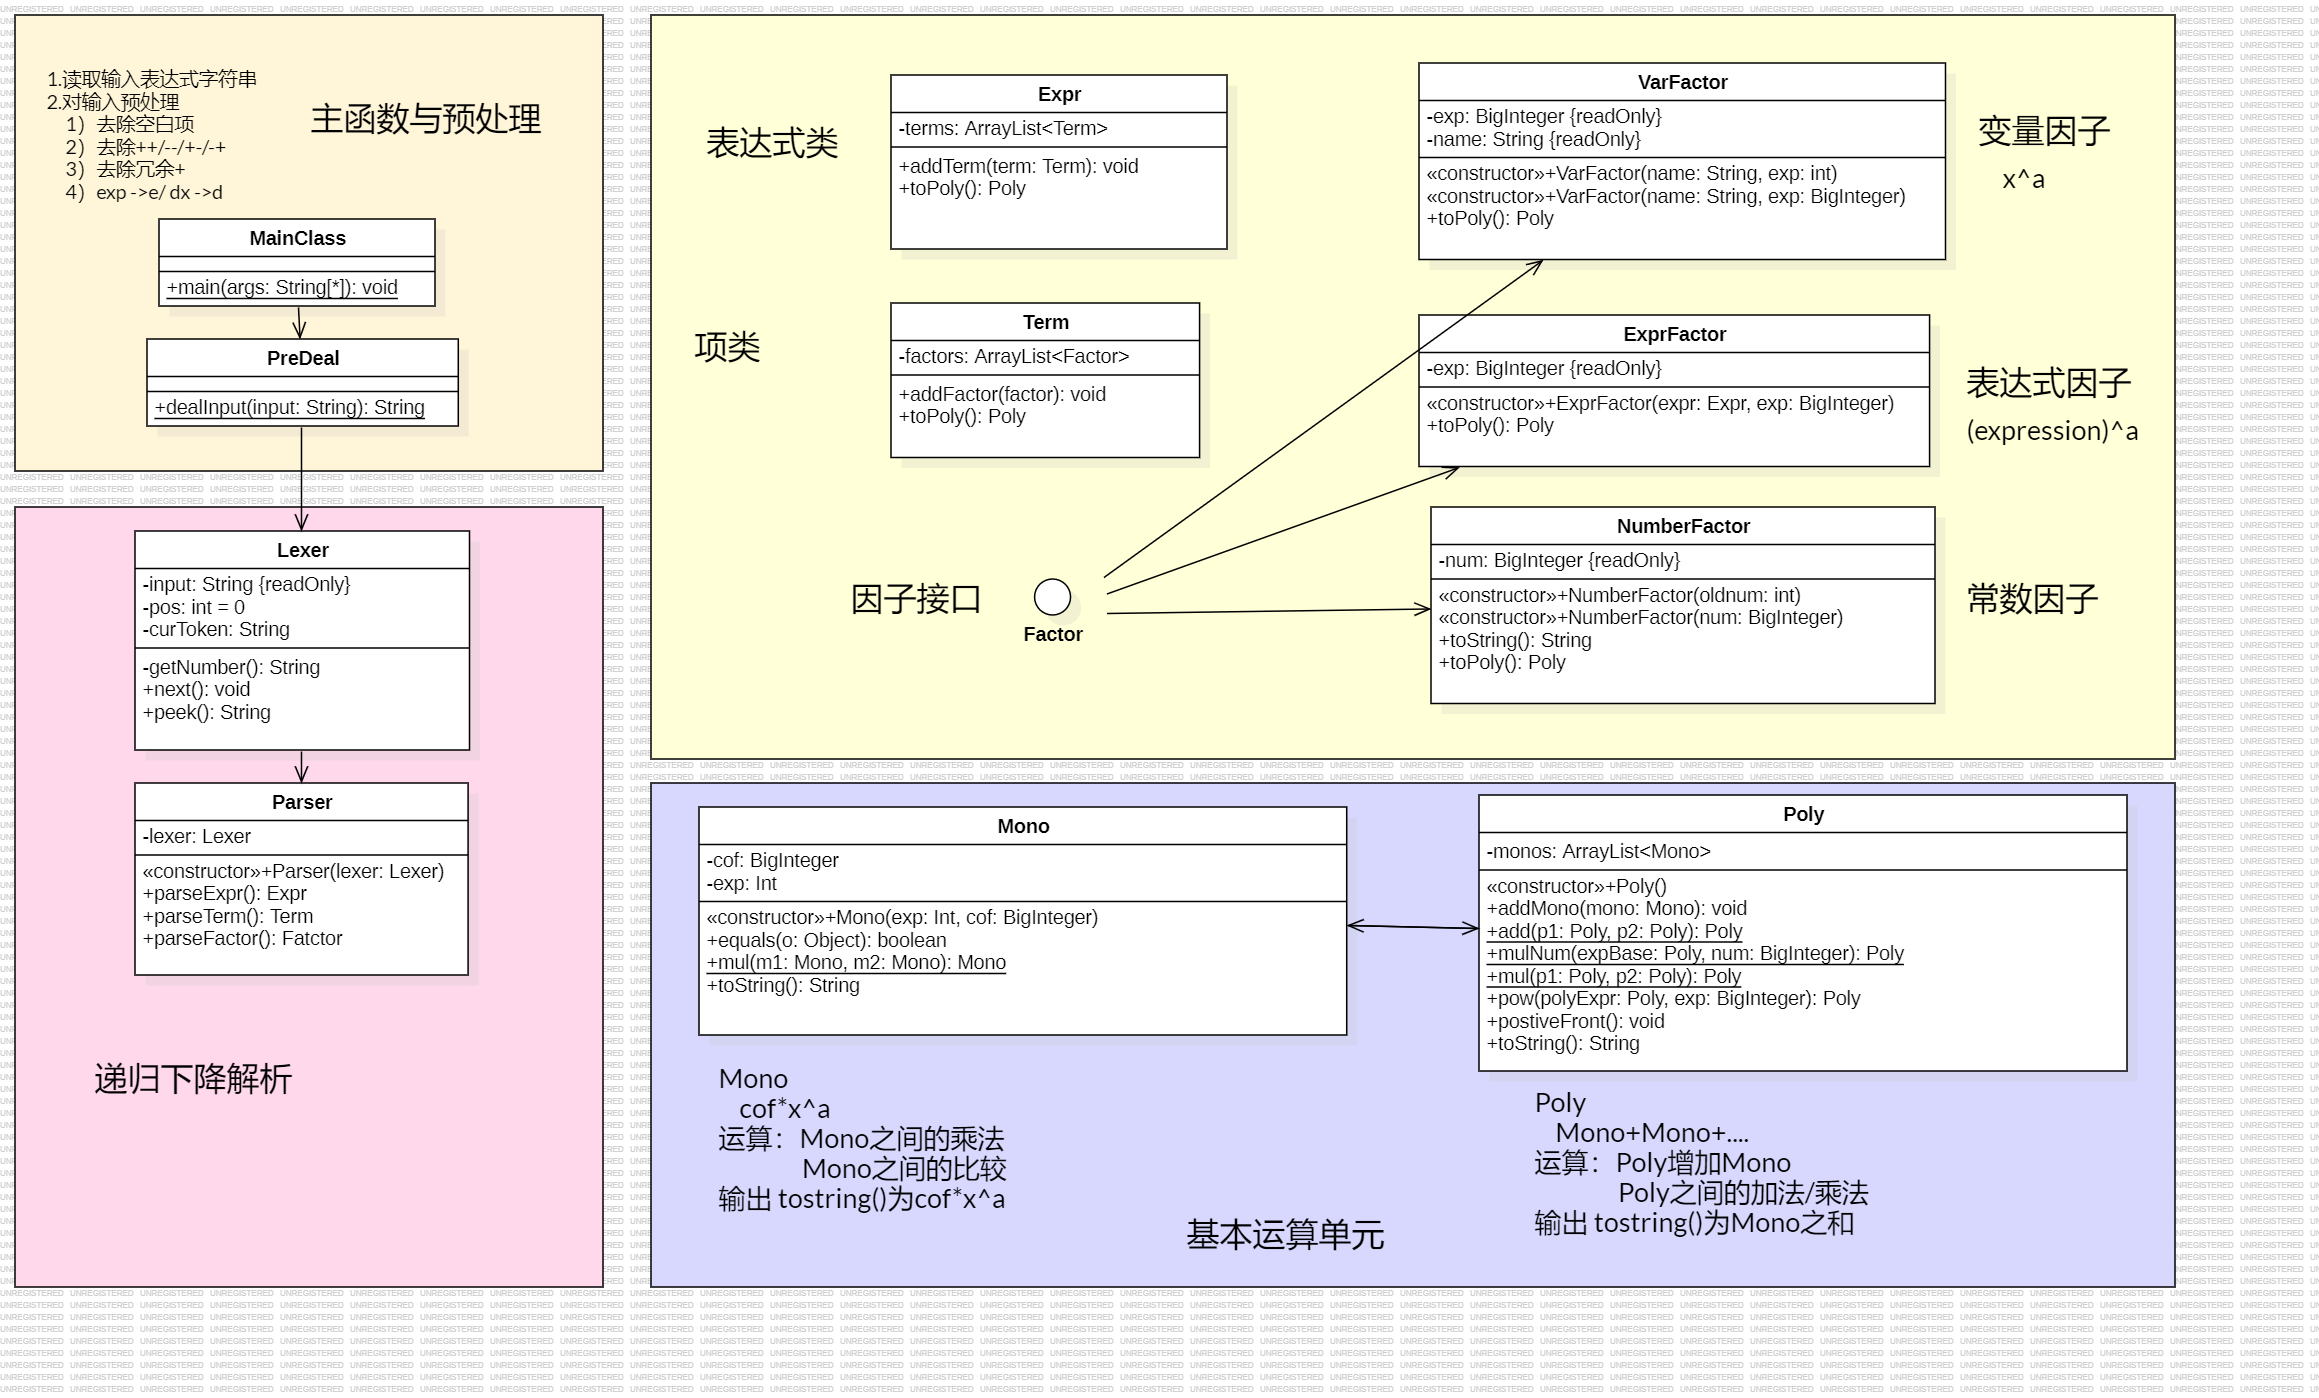 1.读取输入表达式字符串
2.对输入预处理
1）去除空白项
2）去除++/--/+-/-+
3）去除冗余+
4）exp ->e/ dx ->d
主函数与预处理
MainClass
+main(args: String[*]): void
PreDeal
+dealInput(input: String): String
Lexer
-input: String {readOnly}
-pos: int = 0
-curToken: String
-getNumber(): String
+next(): void
+peek(): String
Parser
-lexer: Lexer
«constructor»+Parser(lexer: Lexer)
+parseExpr(): Expr
+parseTerm(): Term
+parseFactor(): Fatctor
递归下降解析
表达式类
Expr
-terms: ArrayList<Term>
+addTerm(term: Term): void
+toPoly(): Poly
项类
Term
-factors: ArrayList<Factor>
+addFactor(factor): void
+toPoly(): Poly
因子接口
Factor
VarFactor
-exp: BigInteger {readOnly}
-name: String {readOnly}
«constructor»+VarFactor(name: String, exp: int)
«constructor»+VarFactor(name: String, exp: BigInteger)
+toPoly(): Poly
变量因子
x^a
ExprFactor
-exp: BigInteger {readOnly}
«constructor»+ExprFactor(expr: Expr, exp: BigInteger)
+toPoly(): Poly
表达式因子
(expression)^a
NumberFactor
-num: BigInteger {readOnly}
«constructor»+NumberFactor(oldnum: int)
«constructor»+NumberFactor(num: BigInteger)
+toString(): String
+toPoly(): Poly
常数因子
Mono
-cof: BigInteger
-exp: Int
«constructor»+Mono(exp: Int, cof: BigInteger)
+equals(o: Object): boolean
+mul(m1: Mono, m2: Mono): Mono
+toString(): String
Mono
cof*x^a
运算：Mono之间的乘法
Mono之间的比较
输出 tostring()为cof*x^a
Poly
-monos: ArrayList<Mono>
«constructor»+Poly()
+addMono(mono: Mono): void
+add(p1: Poly, p2: Poly): Poly
+mulNum(expBase: Poly, num: BigInteger): Poly
+mul(p1: Poly, p2: Poly): Poly
+pow(polyExpr: Poly, exp: BigInteger): Poly
+postiveFront(): void
+toString(): String
Poly
Mono+Mono+....
运算：Poly增加Mono
Poly之间的加法/乘法
输出 tostring()为Mono之和
基本运算单元
UNREGISTERED